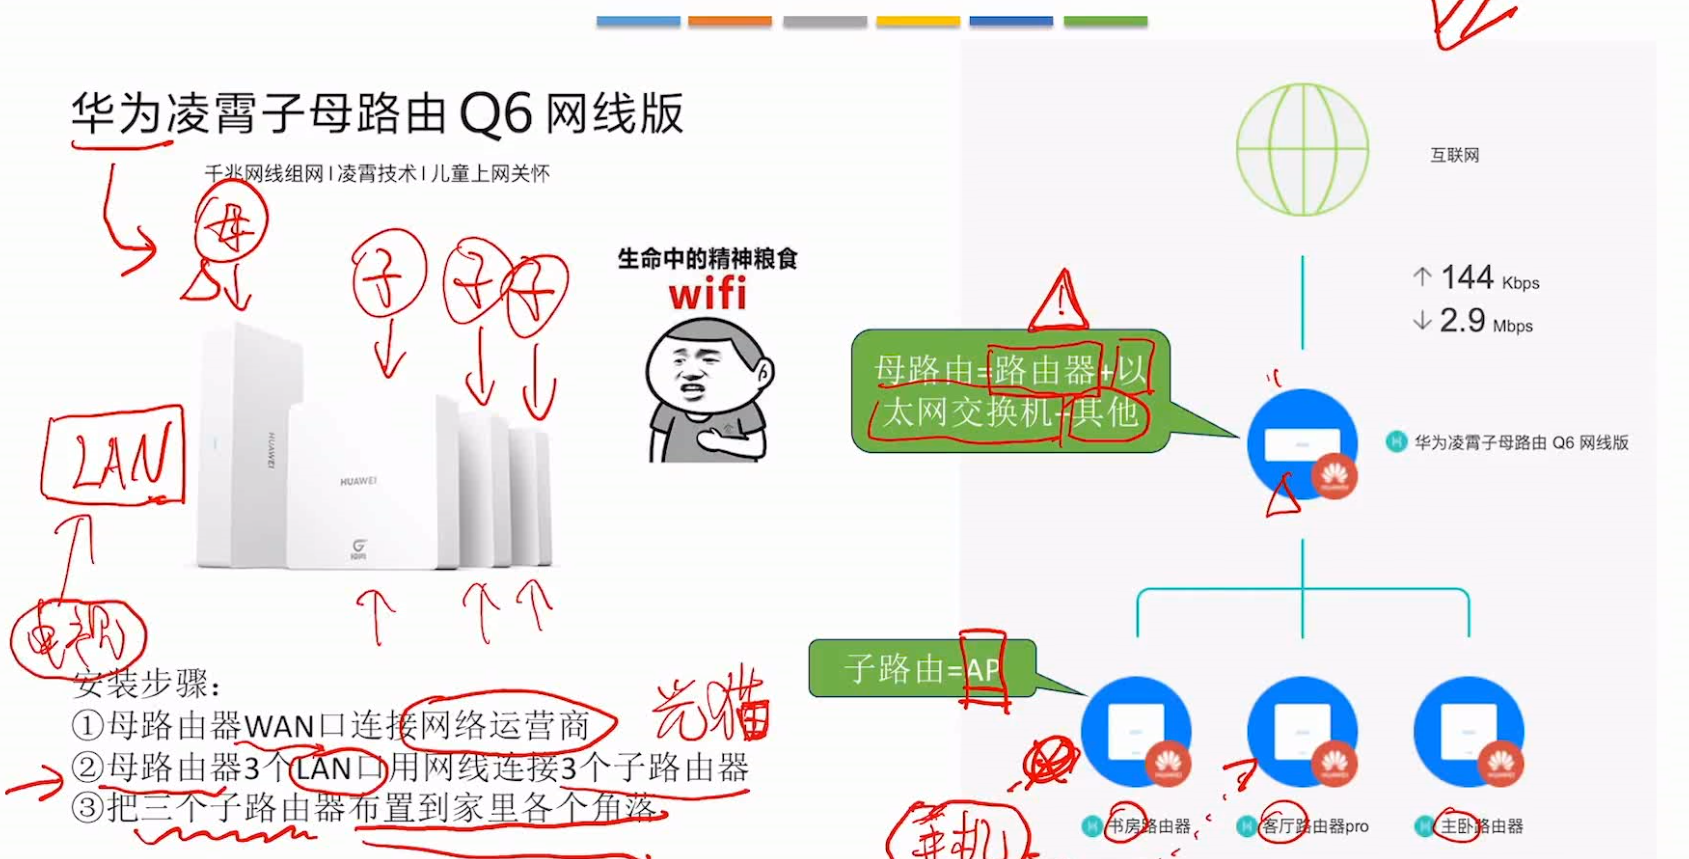 华为凌霄子母路由 Q6 网线版
千兆网线组网 | 凌霄技术 | 儿童上网关怀
母
子
子
子
LAN
电视
HUAWEI
HUAWEI
生命中的精神粮食
wifi
安装步骤：
①母路由器WAN口连接网络运营商
②母路由器3个LAN口用网线连接3个子路由器
③把三个子路由器布置到家里各个角落
光猫
互联网
↑ 144 Kbps
↓ 2.9 Mbps
!
母路由=路由器+以
太网交换机+其他
华为凌霄子母路由 Q6 网线版
HUAWEI
子路由=AP
HUAWEI
HUAWEI
HUAWEI
书房路由器
客厅路由器pro
主卧路由器
手机